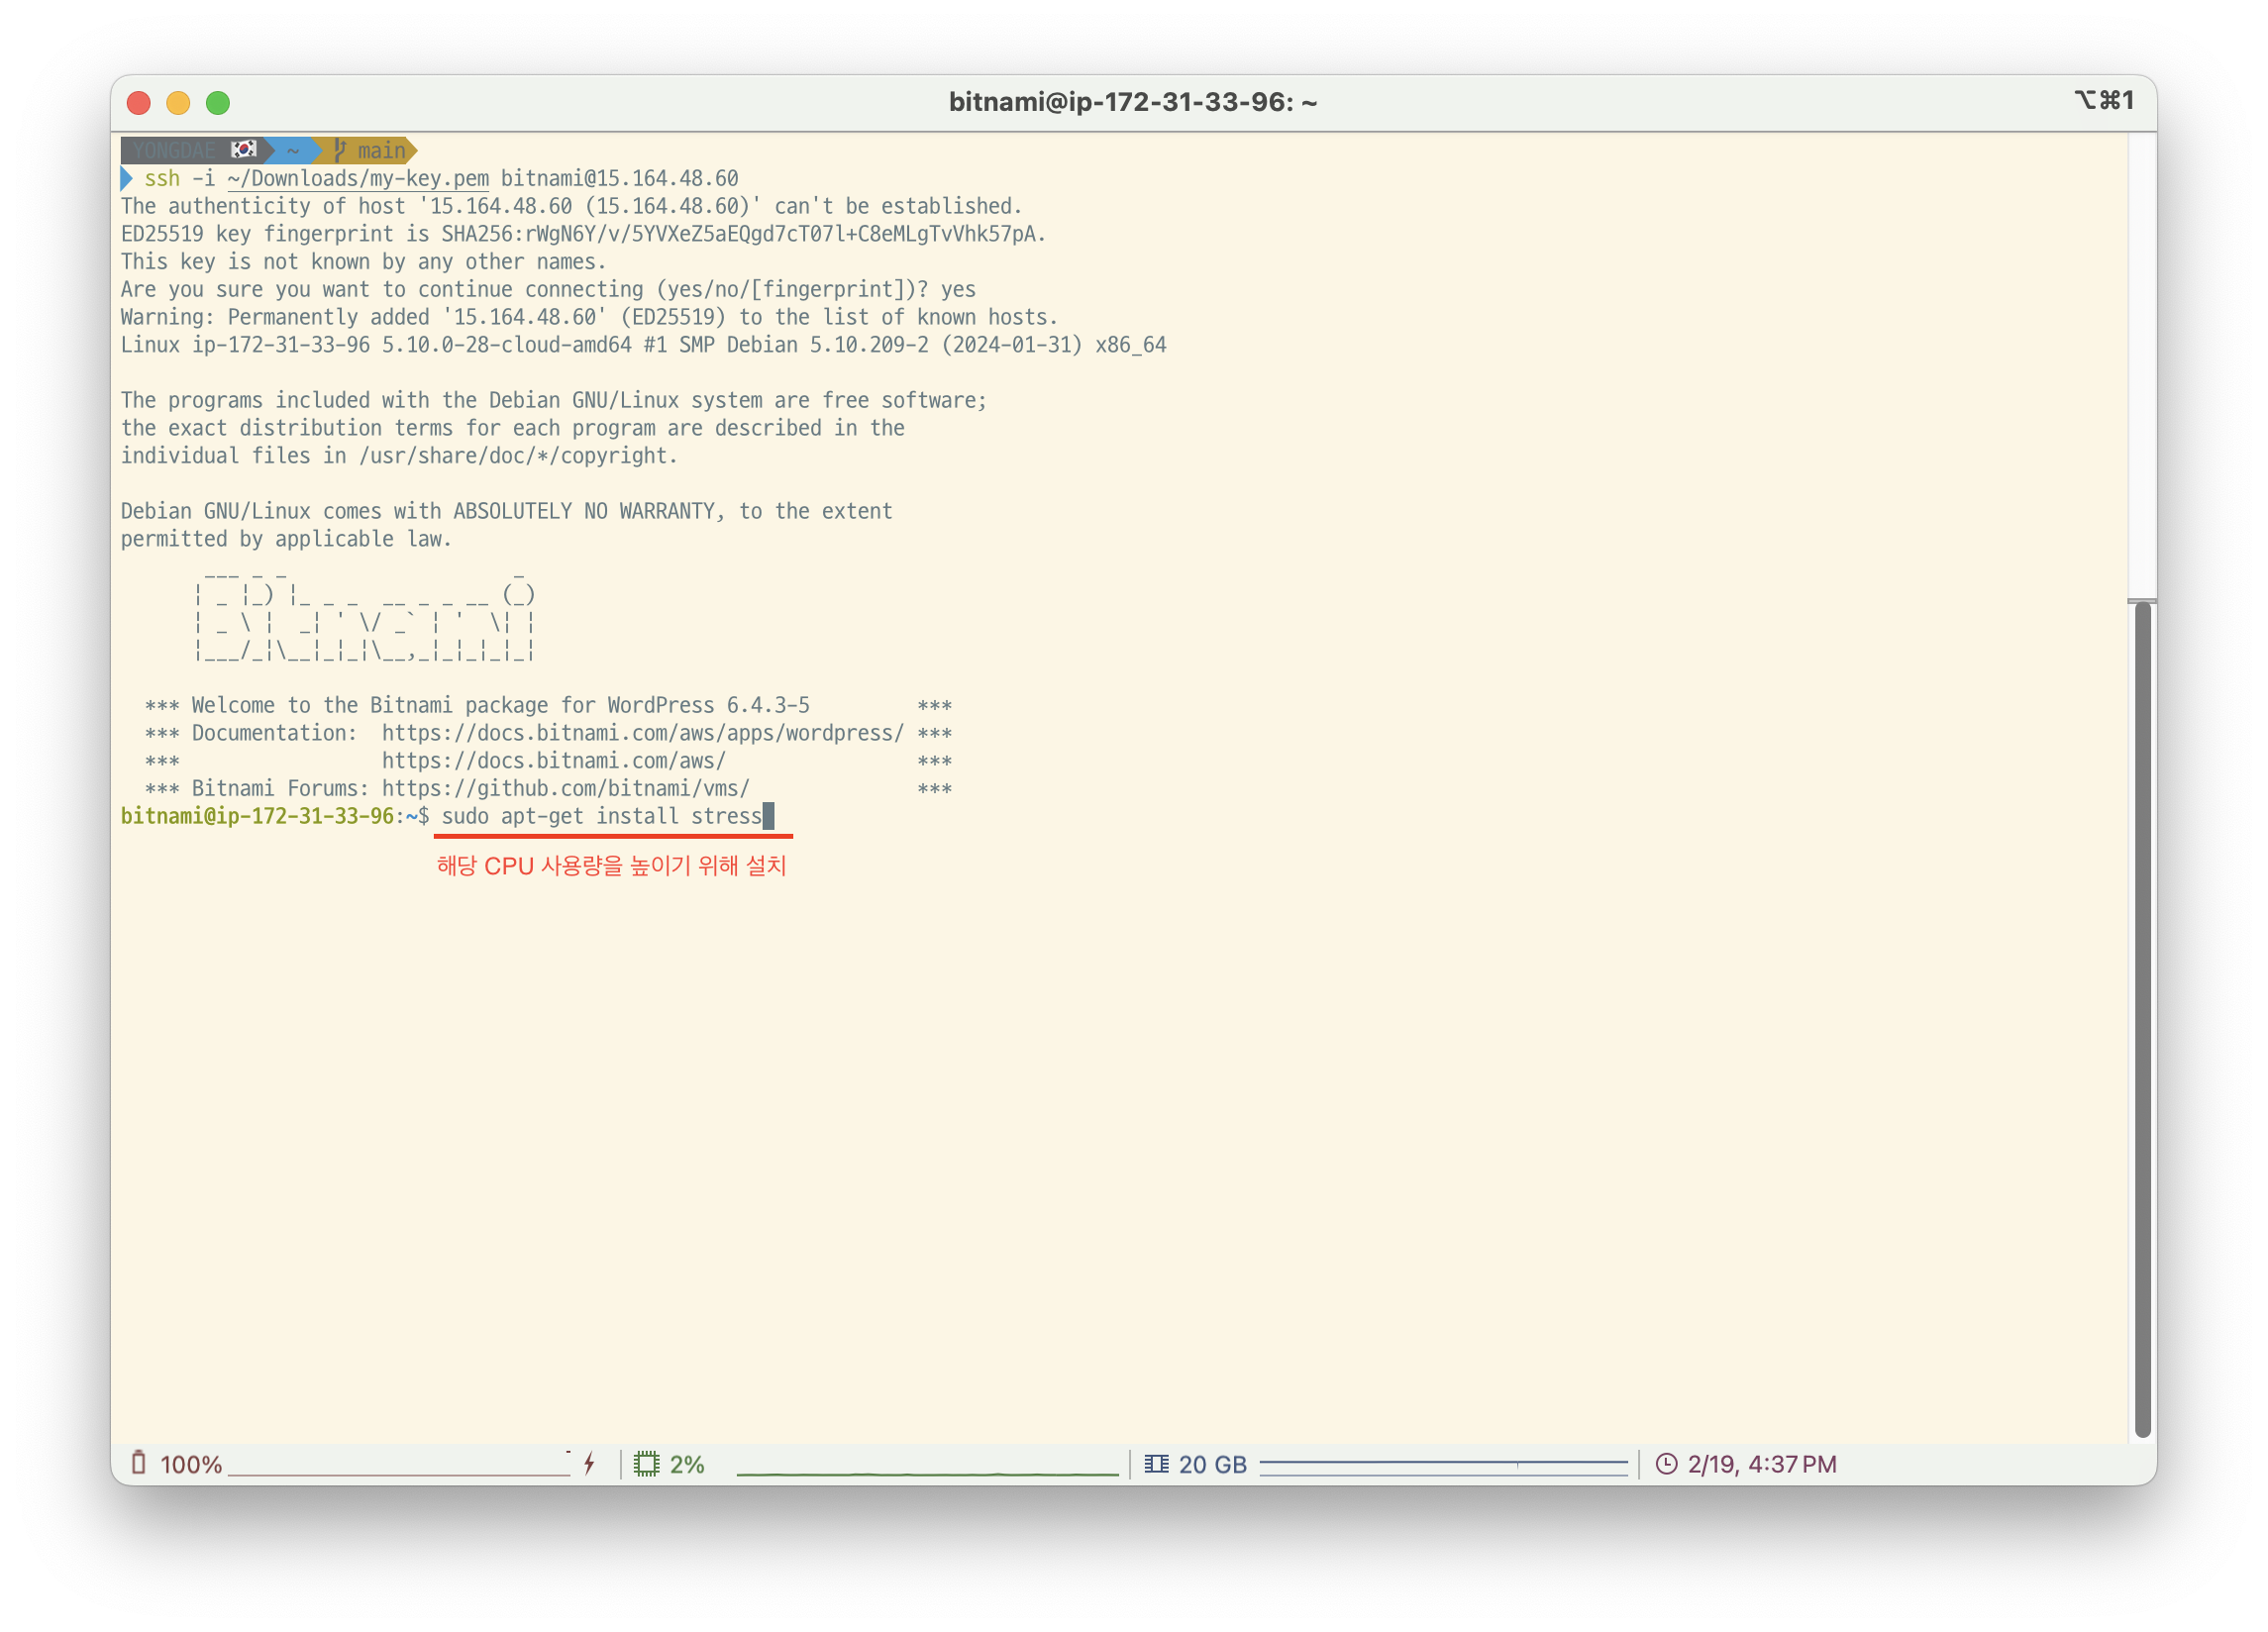 bitnami@ip-172-31-33-96: ~ ⌥⌘1
YONGDAE 🇰🇷 ~ main
ssh -i ~/Downloads/my-key.pem bitnami@15.164.48.60
The authenticity of host '15.164.48.60 (15.164.48.60)' can't be established.
ED25519 key fingerprint is SHA256:rWgN6Y/v/5YVXeZ5aEQgd7cT07l+C8eMLgTvVhk57pA.
This key is not known by any other names.
Are you sure you want to continue connecting (yes/no/[fingerprint])? yes
Warning: Permanently added '15.164.48.60' (ED25519) to the list of known hosts.
Linux ip-172-31-33-96 5.10.0-28-cloud-amd64 #1 SMP Debian 5.10.209-2 (2024-01-31) x86_64
The programs included with the Debian GNU/Linux system are free software;
the exact distribution terms for each program are described in the
individual files in /usr/share/doc/*/copyright.
Debian GNU/Linux comes with ABSOLUTELY NO WARRANTY, to the extent
permitted by applicable law.
Bitnami
*** Welcome to the Bitnami package for WordPress 6.4.3-5 ***
*** Documentation: https://docs.bitnami.com/aws/apps/wordpress/ ***
*** https://docs.bitnami.com/aws/ ***
*** Bitnami Forums: https://github.com/bitnami/vms/ ***
bitnami@ip-172-31-33-96:~$ sudo apt-get install stress
해당 CPU 사용량을 높이기 위해 설치
100% 2% 20 GB 2/19, 4:37 PM